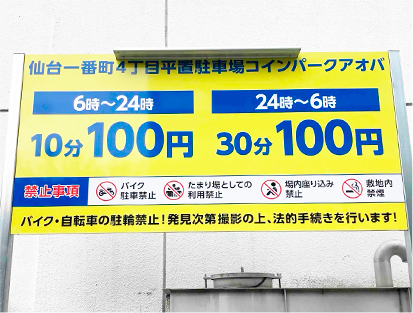 仙台一番町4丁目平置駐車場コインパークアオバ
6時〜24時
10分100円
24時〜6時
30分100円
禁止事項
バイク
駐車禁止
たまり場としての
利用禁止
場内座り込み
禁止
敷地内
禁煙
バイク・自転車の駐輪禁止！発見次第撮影の上、法的手続きを行います！